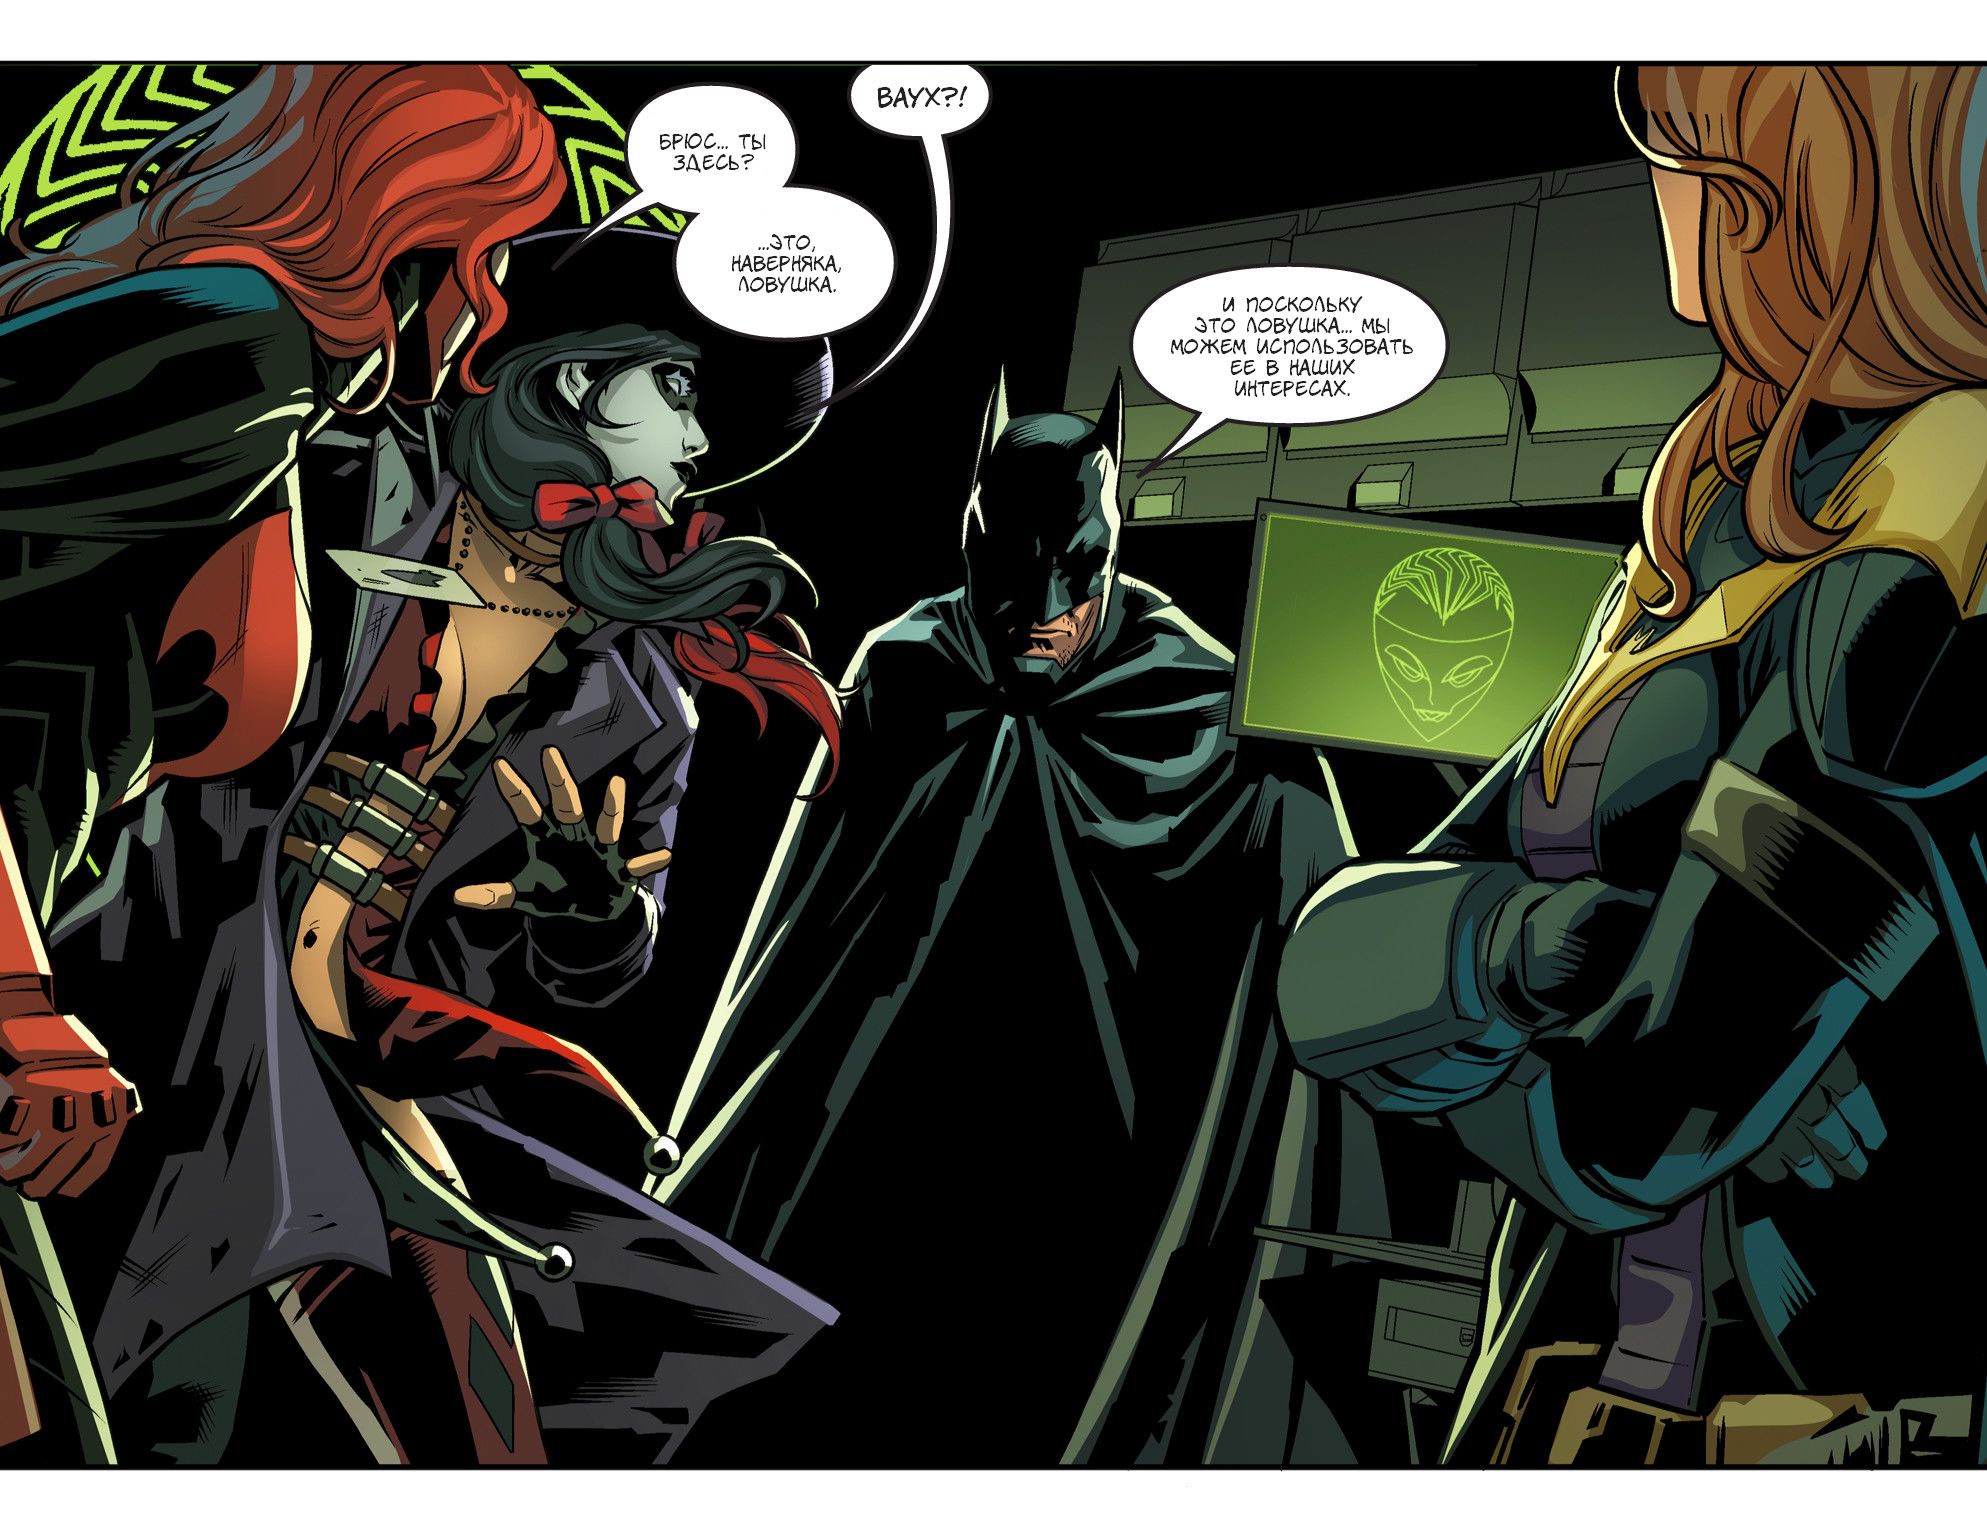 БРЮС... ТЫ
ЗДЕСЬ?
...ЭТО,
НАВЕРНЯКА,
ЛОВУШКА.
ВАУХ?!
И ПОСКОЛЬКУ
ЭТО ЛОВУШКА... МЫ
МОЖЕМ ИСПОЛЬЗОВАТЬ
ЕЕ В НАШИХ
ИНТЕРЕСАХ.